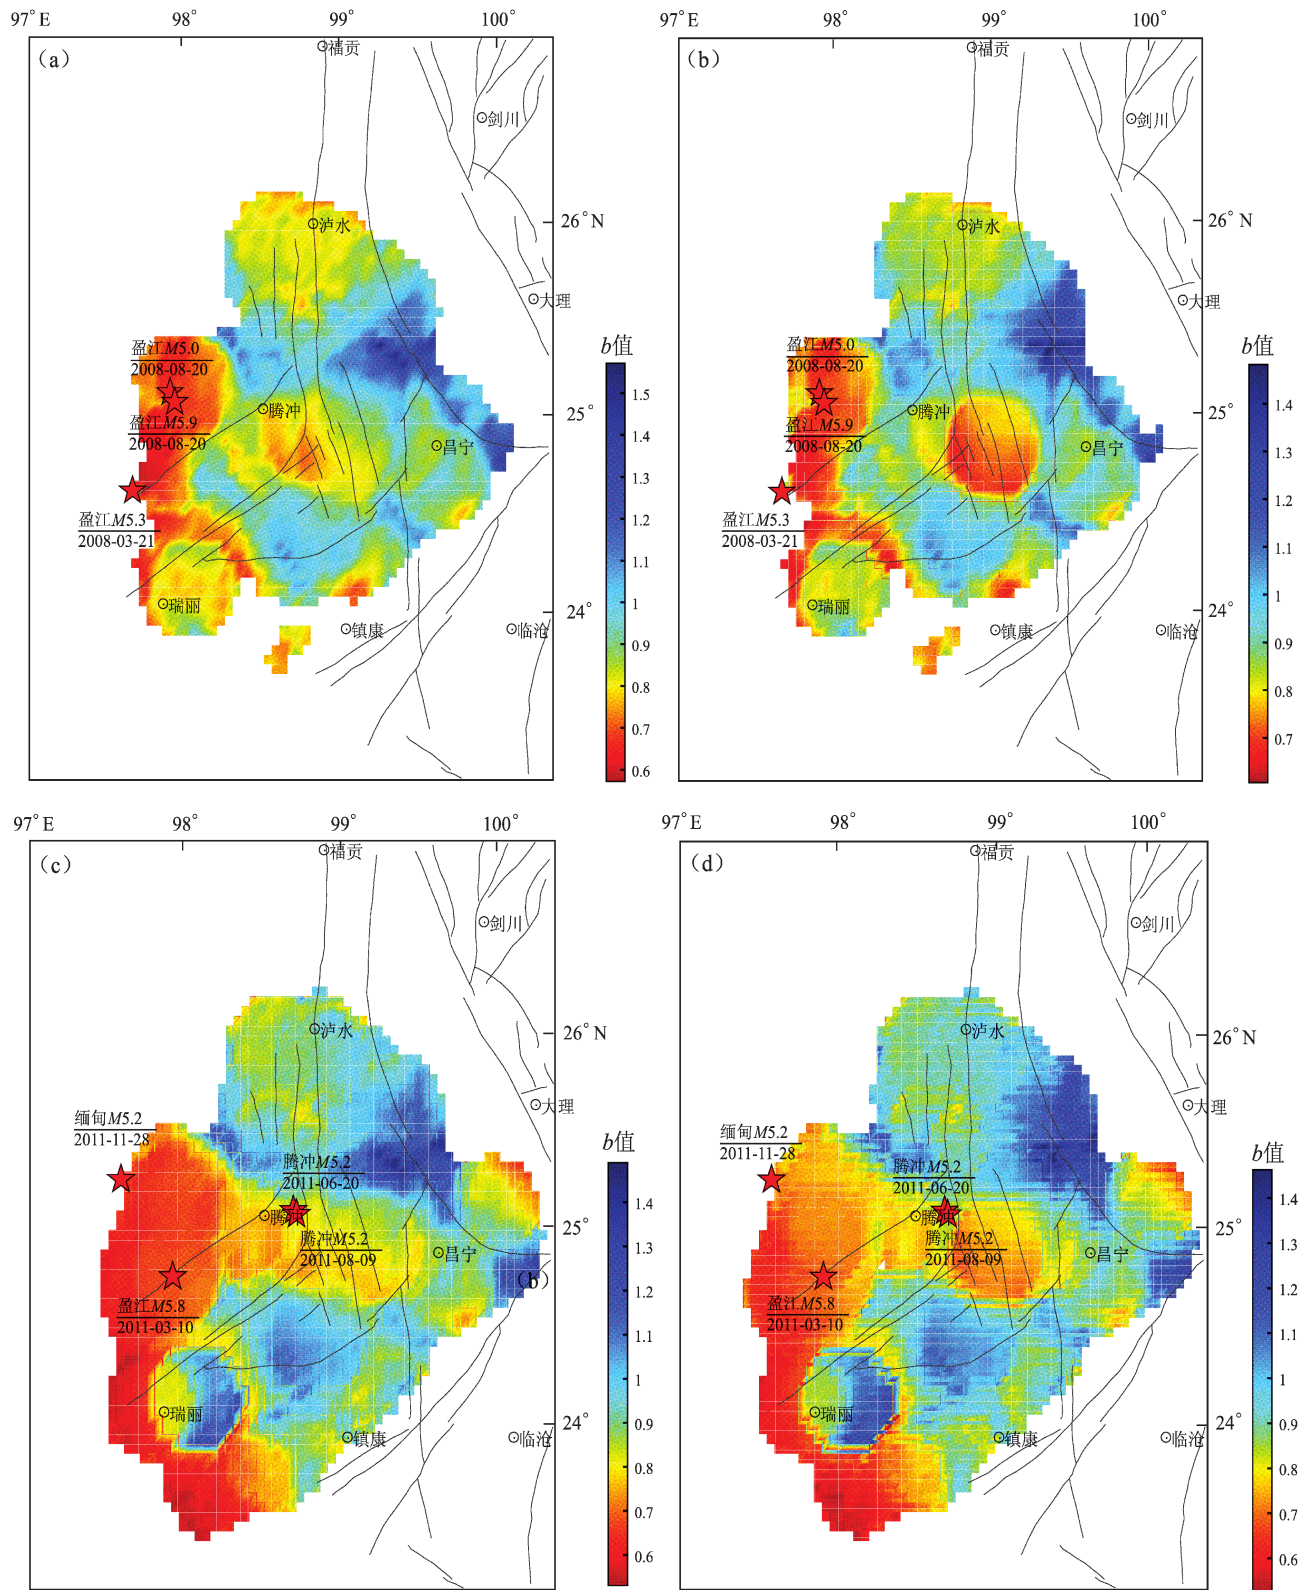 97°E 98° 99° 100°
(a)
福贡
剑川
泸水
26°N
大理
盈江M5.0
2008-08-20
盈江M5.9
2008-08-20
腾冲
25°
昌宁
盈江M5.3
2008-03-21
瑞丽
24°
镇康
临沧
b值
1.5
1.4
1.3
1.2
1.1
1
0.9
0.8
0.7
0.6
97°E 98° 99° 100°
(b)
福贡
剑川
泸水
26°N
大理
盈江M5.0
2008-08-20
盈江M5.9
2008-08-20
腾冲
25°
昌宁
盈江M5.3
2008-03-21
瑞丽
24°
镇康
临沧
b值
1.4
1.3
1.2
1.1
1
0.9
0.8
0.7
97°E 98° 99° 100°
(c)
福贡
剑川
泸水
26°N
大理
缅甸M5.2
2011-11-28
腾冲M5.2
2011-06-20
腾冲
25°
腾冲M5.2
2011-08-09
昌宁
(b)
盈江M5.8
2011-03-10
瑞丽
24°
镇康
临沧
b值
1.4
1.3
1.2
1.1
1
0.9
0.8
0.7
0.6
97°E 98° 99° 100°
(d)
福贡
剑川
泸水
26°N
大理
缅甸M5.2
2011-11-28
腾冲M5.2
2011-06-20
腾冲
25°
腾冲M5.2
2011-08-09
昌宁
盈江M5.8
2011-03-10
瑞丽
24°
镇康
临沧
b值
1.4
1.3
1.2
1.1
1
0.9
0.8
0.7
0.6